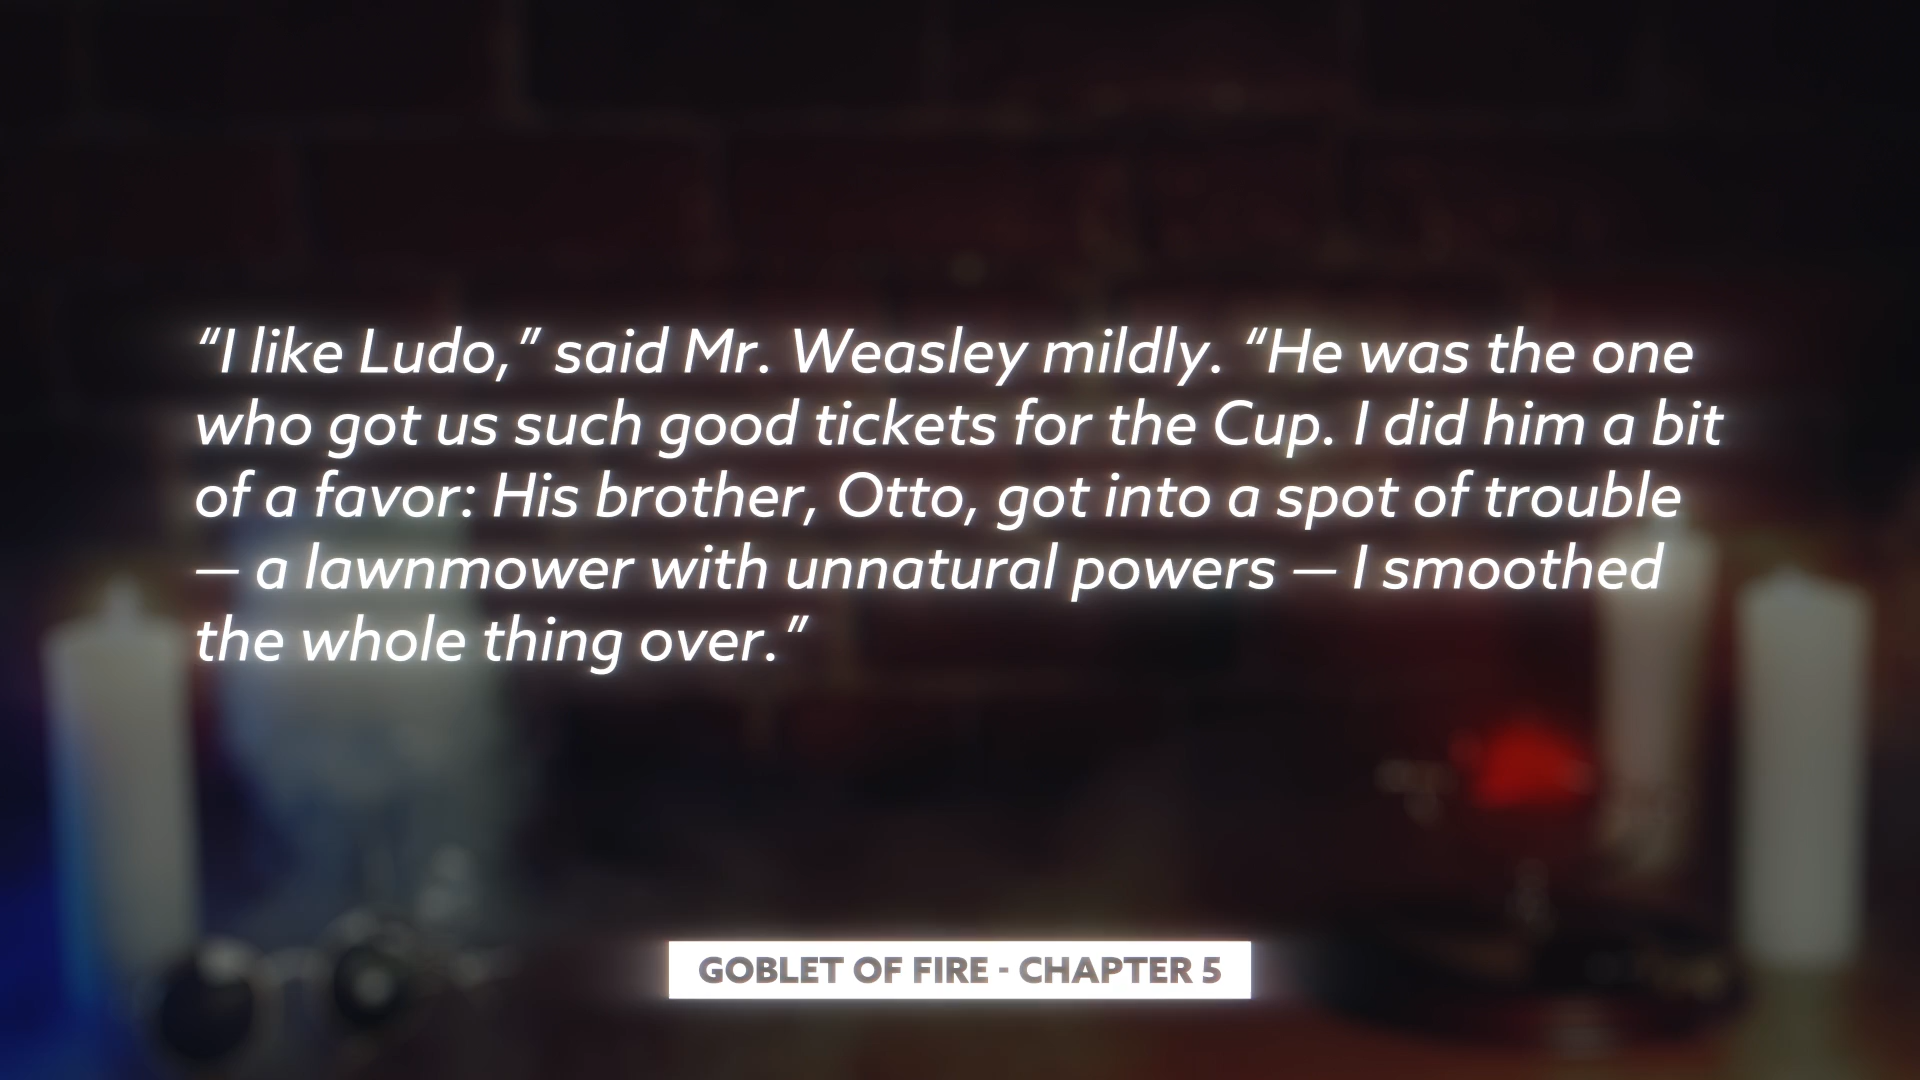 “I like Ludo,” said Mr. Weasley mildly. “He was the one
who got us such good tickets for the Cup. I did him a bit
of a favor: His brother, Otto, got into a spot of trouble
— a lawnmower with unnatural powers — I smoothed
the whole thing over.”
GOBLET OF FIRE - CHAPTER 5